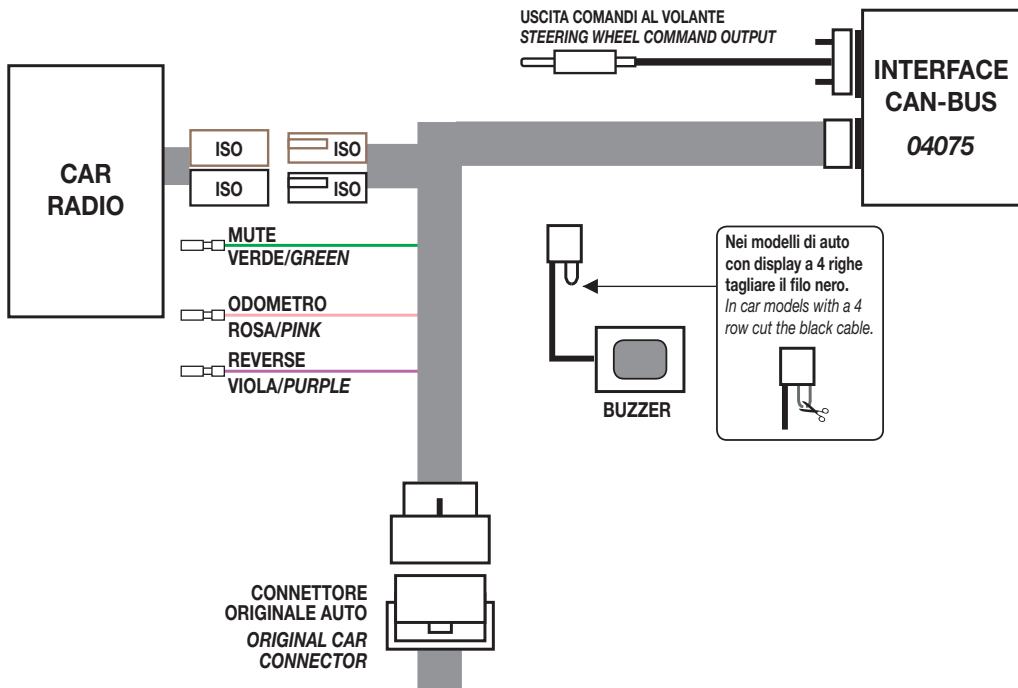 USCITA COMANDI AL VOLANTE
STEERING WHEEL COMMAND OUTPUT
INTERFACE
CAN-BUS
04075
CAR
RADIO
ISO
ISO
ISO
ISO
MUTE
VERDE/GREEN
ODOMETRO
ROSA/PINK
REVERSE
VIOLA/PURPLE
BUZZER
Nei modelli di auto
con display a 4 righe
tagliare il filo nero.
In car models with a 4
row cut the black cable.
CONNETTORE
ORIGINALE AUTO
ORIGINAL CAR
CONNECTOR